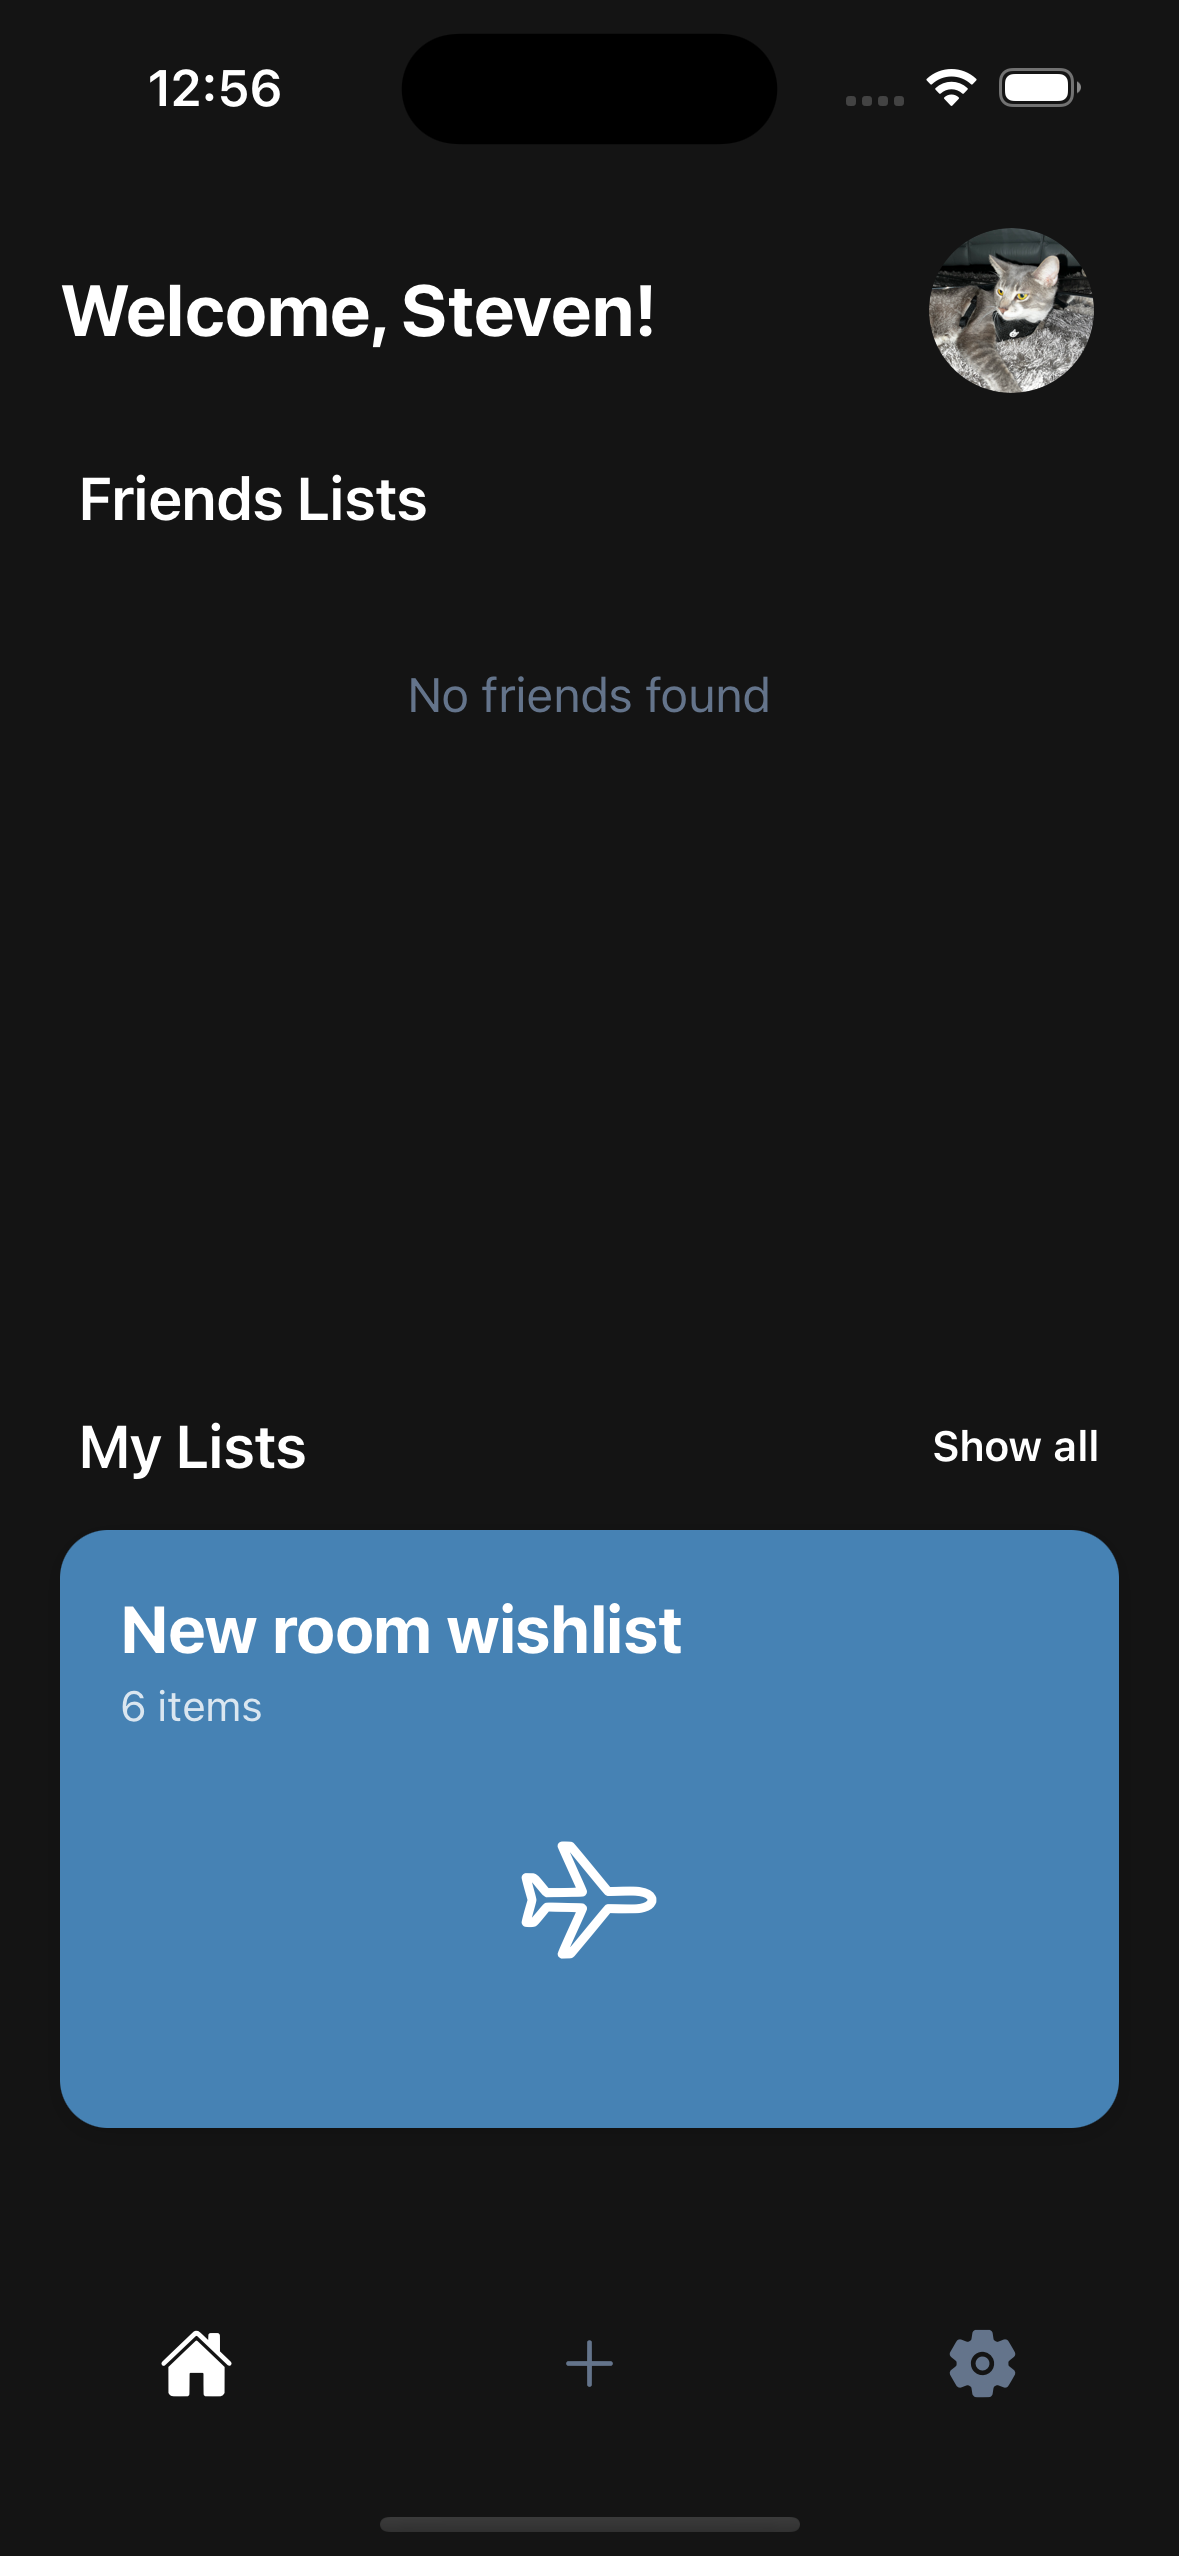 12:56
Welcome, Steven!
Friends Lists
No friends found
My Lists
Show all
New room wishlist
6 items